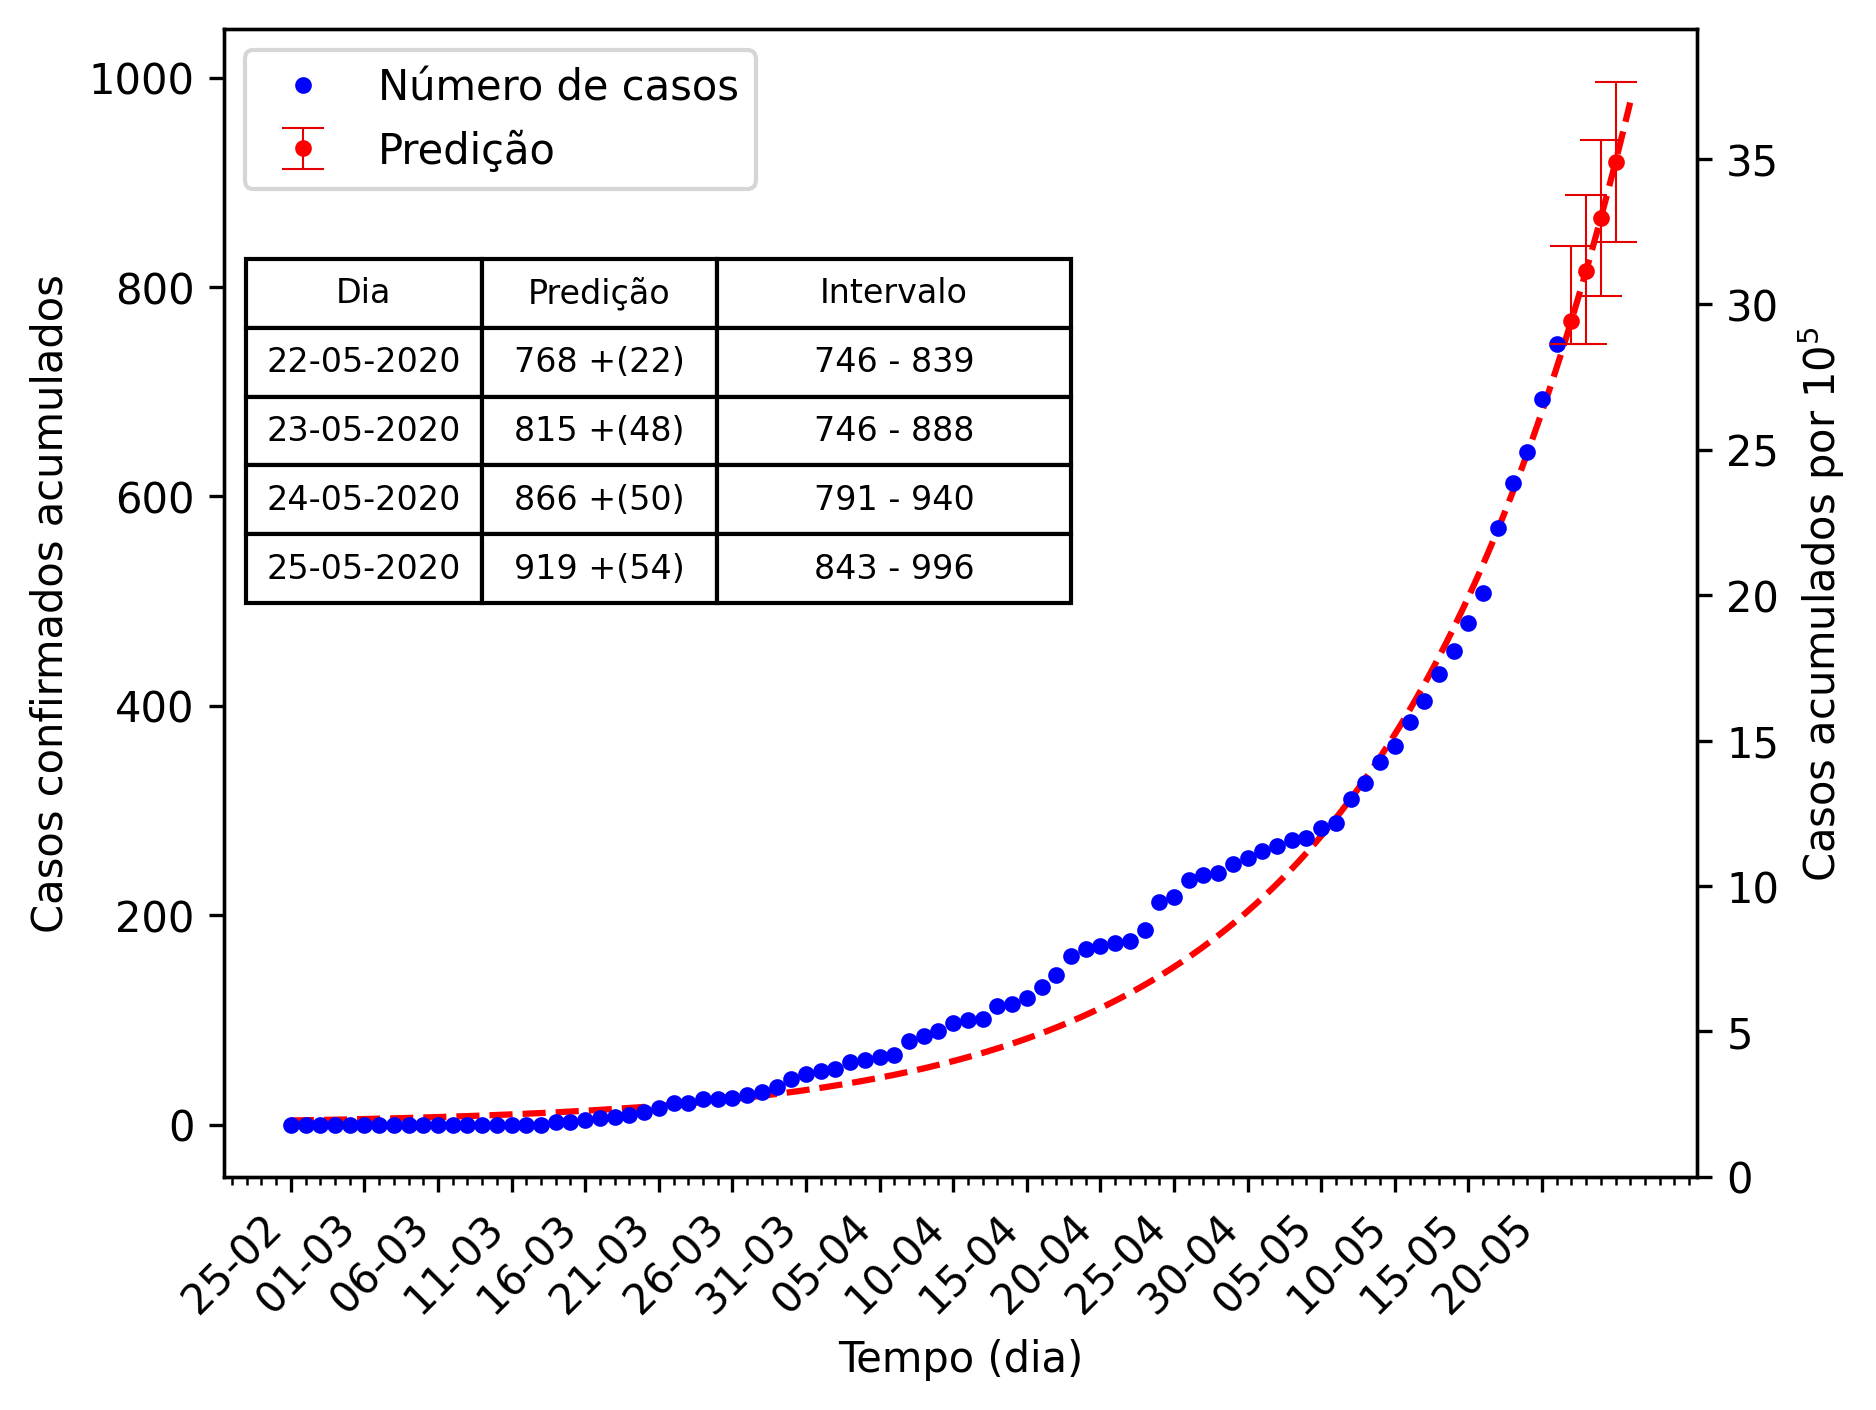 Número de casos
Predição
Dia Predição Intervalo
22-05-2020 768 +(22) 746 - 839
23-05-2020 815 +(48) 746 - 888
24-05-2020 866 +(50) 791 - 940
25-05-2020 919 +(54) 843 - 996
Casos confirmados acumulados
1000
800
600
400
200
0
Casos acumulados por 10⁵
35
30
25
20
15
10
5
0
25-02 01-03 06-03 11-03 16-03 21-03 26-03 31-03 05-04 10-04 15-04 20-04 25-04 30-04 05-05 10-05 15-05 20-05
Tempo (dia)